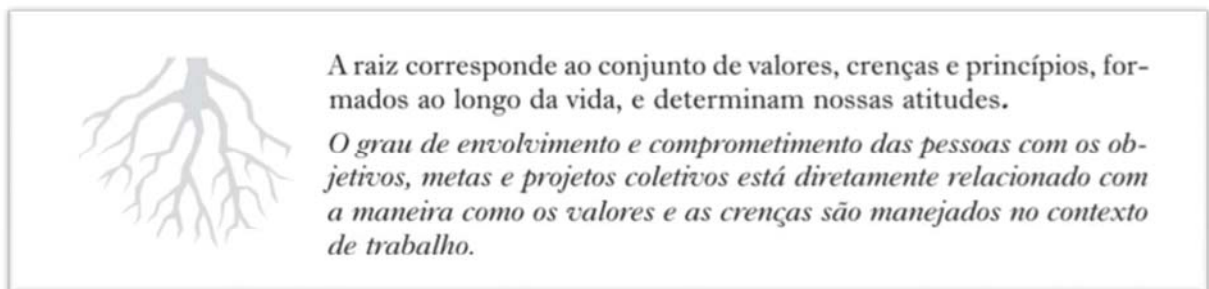 A raiz corresponde ao conjunto de valores, crenças e princípios, for-
mados ao longo da vida, e determinam nossas atitudes.
O grau de envolvimento e comprometimento das pessoas com os ob-
jetivos, metas e projetos coletivos está diretamente relacionado com
a maneira como os valores e as crenças são manejados no contexto
de trabalho.